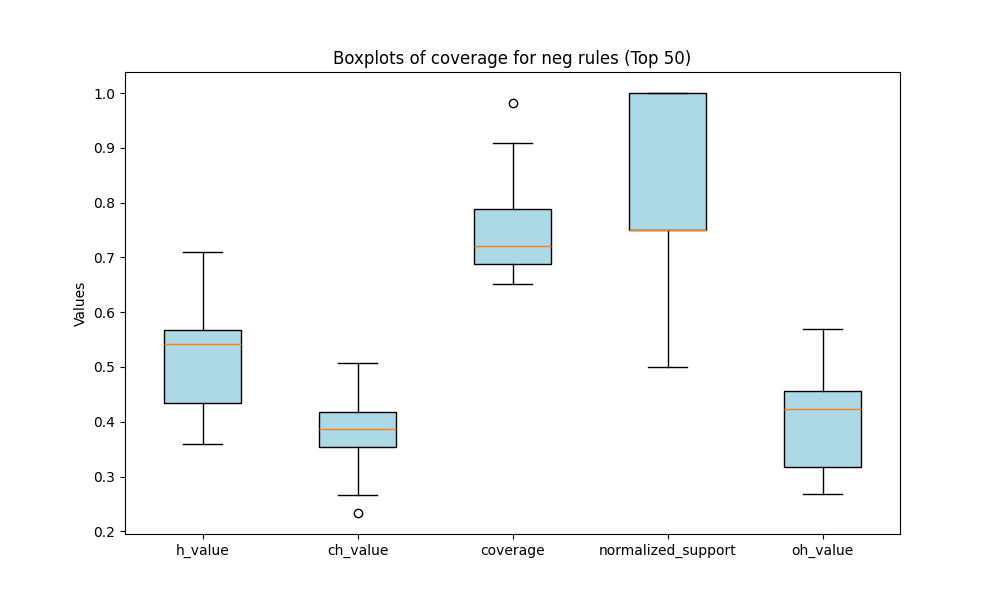 Boxplots of coverage for neg rules (Top 50)
1.0
0.9
0.8
0.7
0.6
0.5
0.4
0.3
0.2
Values
h_value
ch_value
coverage
normalized_support
oh_value